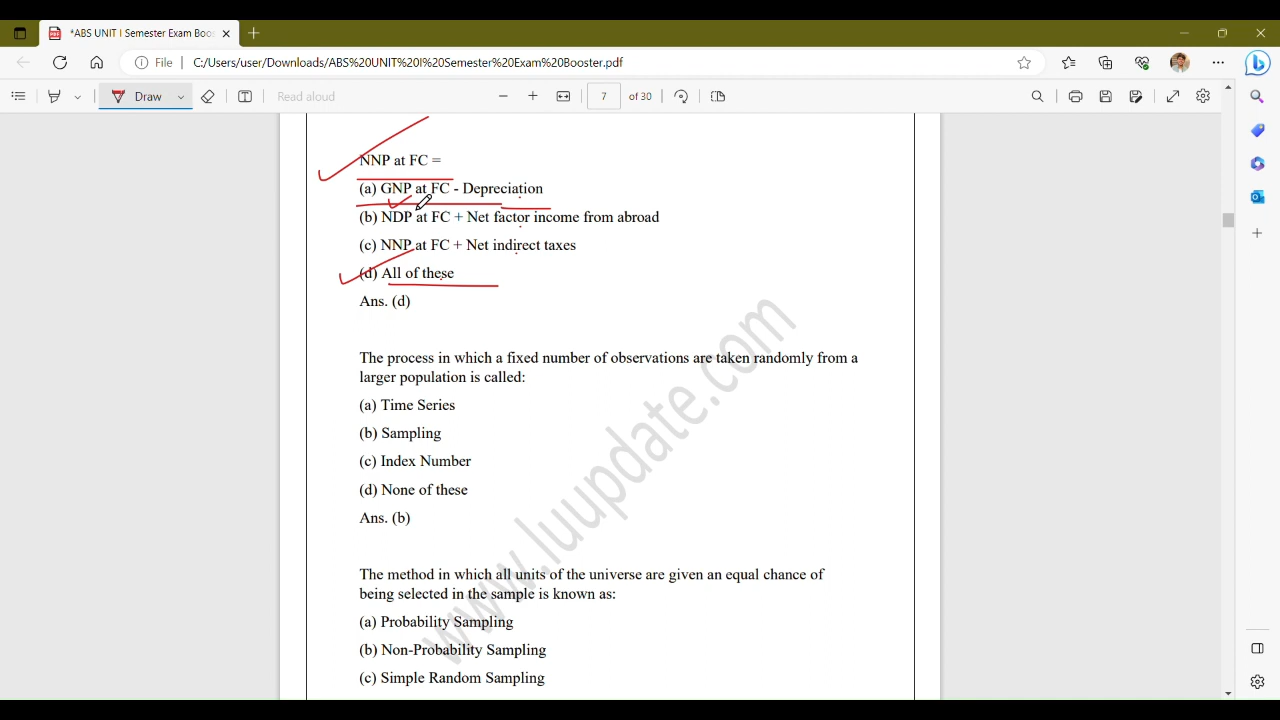 *ABS UNIT I Semester Exam Boo
File
C:/Users/user/Downloads/ABS%20UNIT%20I%20Semester%20Exam%20Booster.pdf
Draw
Read aloud
7
of 30
NNP at FC =
(a) GNP at FC - Depreciation
(b) NDP at FC + Net factor income from abroad
(c) NNP at FC + Net indirect taxes
(d) All of these
Ans. (d)
The process in which a fixed number of observations are taken randomly from a
larger population is called:
(a) Time Series
(b) Sampling
(c) Index Number
(d) None of these
Ans. (b)
The method in which all units of the universe are given an equal chance of
being selected in the sample is known as:
(a) Probability Sampling
(b) Non-Probability Sampling
(c) Simple Random Sampling
www.luupdate.com